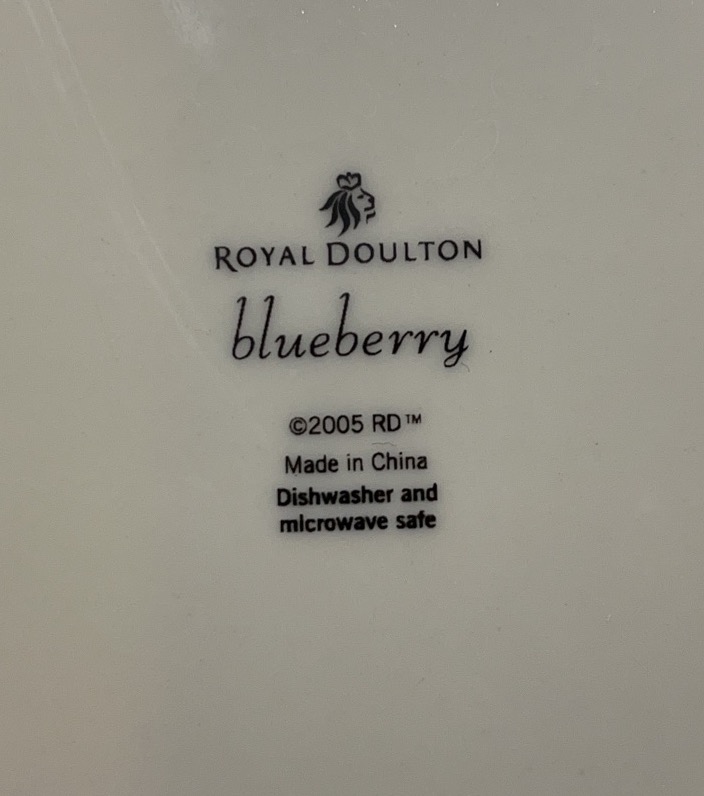 ROYAL DOULTON
blueberry
©2005 RD™
Made in China
Dishwasher and
microwave safe